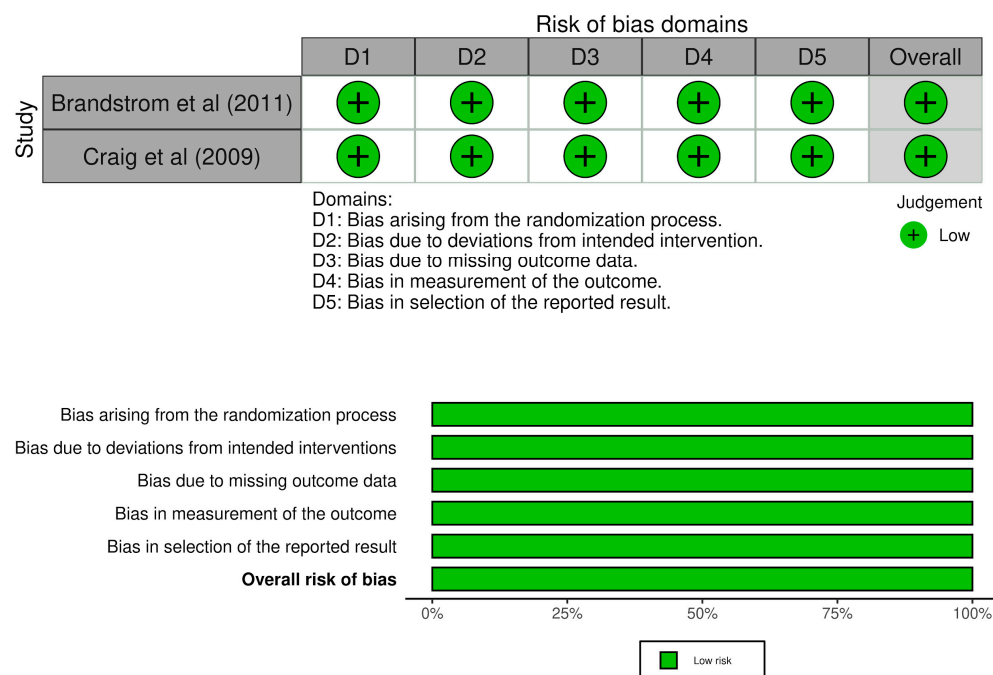 Risk of bias domains
D1 D2 D3 D4 D5 Overall
Study
Brandstrom et al (2011) + + + + + +
Craig et al (2009) + + + + + +
Domains:
D1: Bias arising from the randomization process.
D2: Bias due to deviations from intended intervention.
D3: Bias due to missing outcome data.
D4: Bias in measurement of the outcome.
D5: Bias in selection of the reported result.
Judgement
+ Low
Bias arising from the randomization process
Bias due to deviations from intended interventions
Bias due to missing outcome data
Bias in measurement of the outcome
Bias in selection of the reported result
Overall risk of bias
0% 25% 50% 75% 100%
Low risk